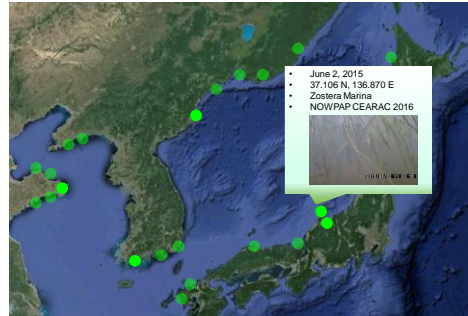 • June 2, 2015
• 37.106 N, 136.870 E
• Zostera Marina
• NOWPAP CEARAC 2016